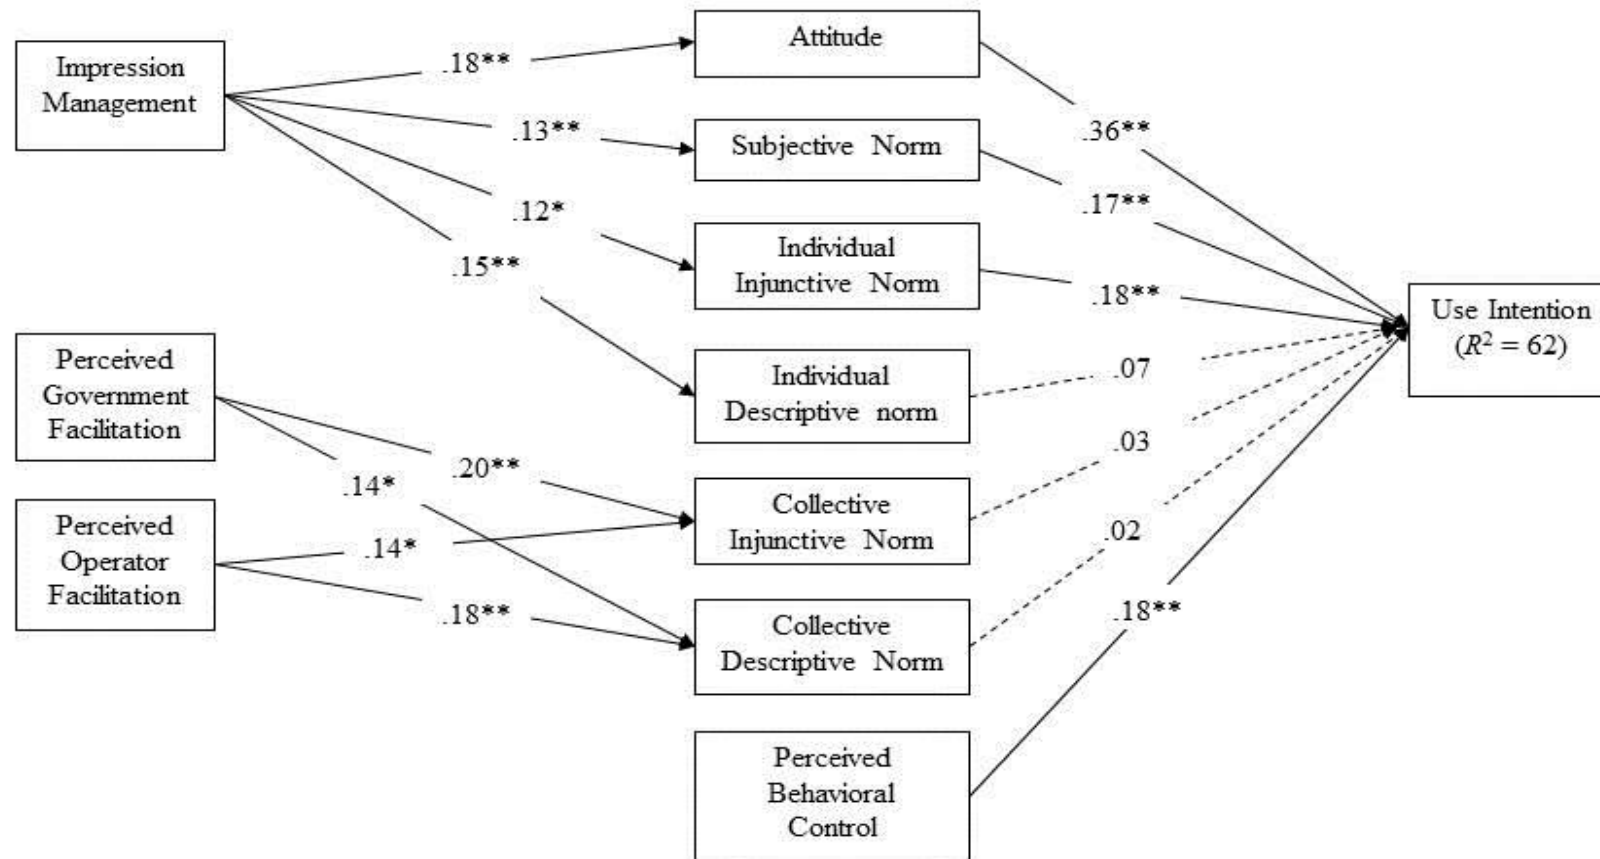 Impression
Management
.18**
.13**
.12*
.15**
Perceived
Government
Facilitation
.20**
.14*
Perceived
Operator
Facilitation
.14*
.18**
Attitude
Subjective Norm
Individual
Injunctive Norm
Individual
Descriptive norm
Collective
Injunctive Norm
Collective
Descriptive Norm
Perceived
Behavioral
Control
.36**
.17**
.18**
.07
.03
.02
.18**
Use Intention
(R² = 62)